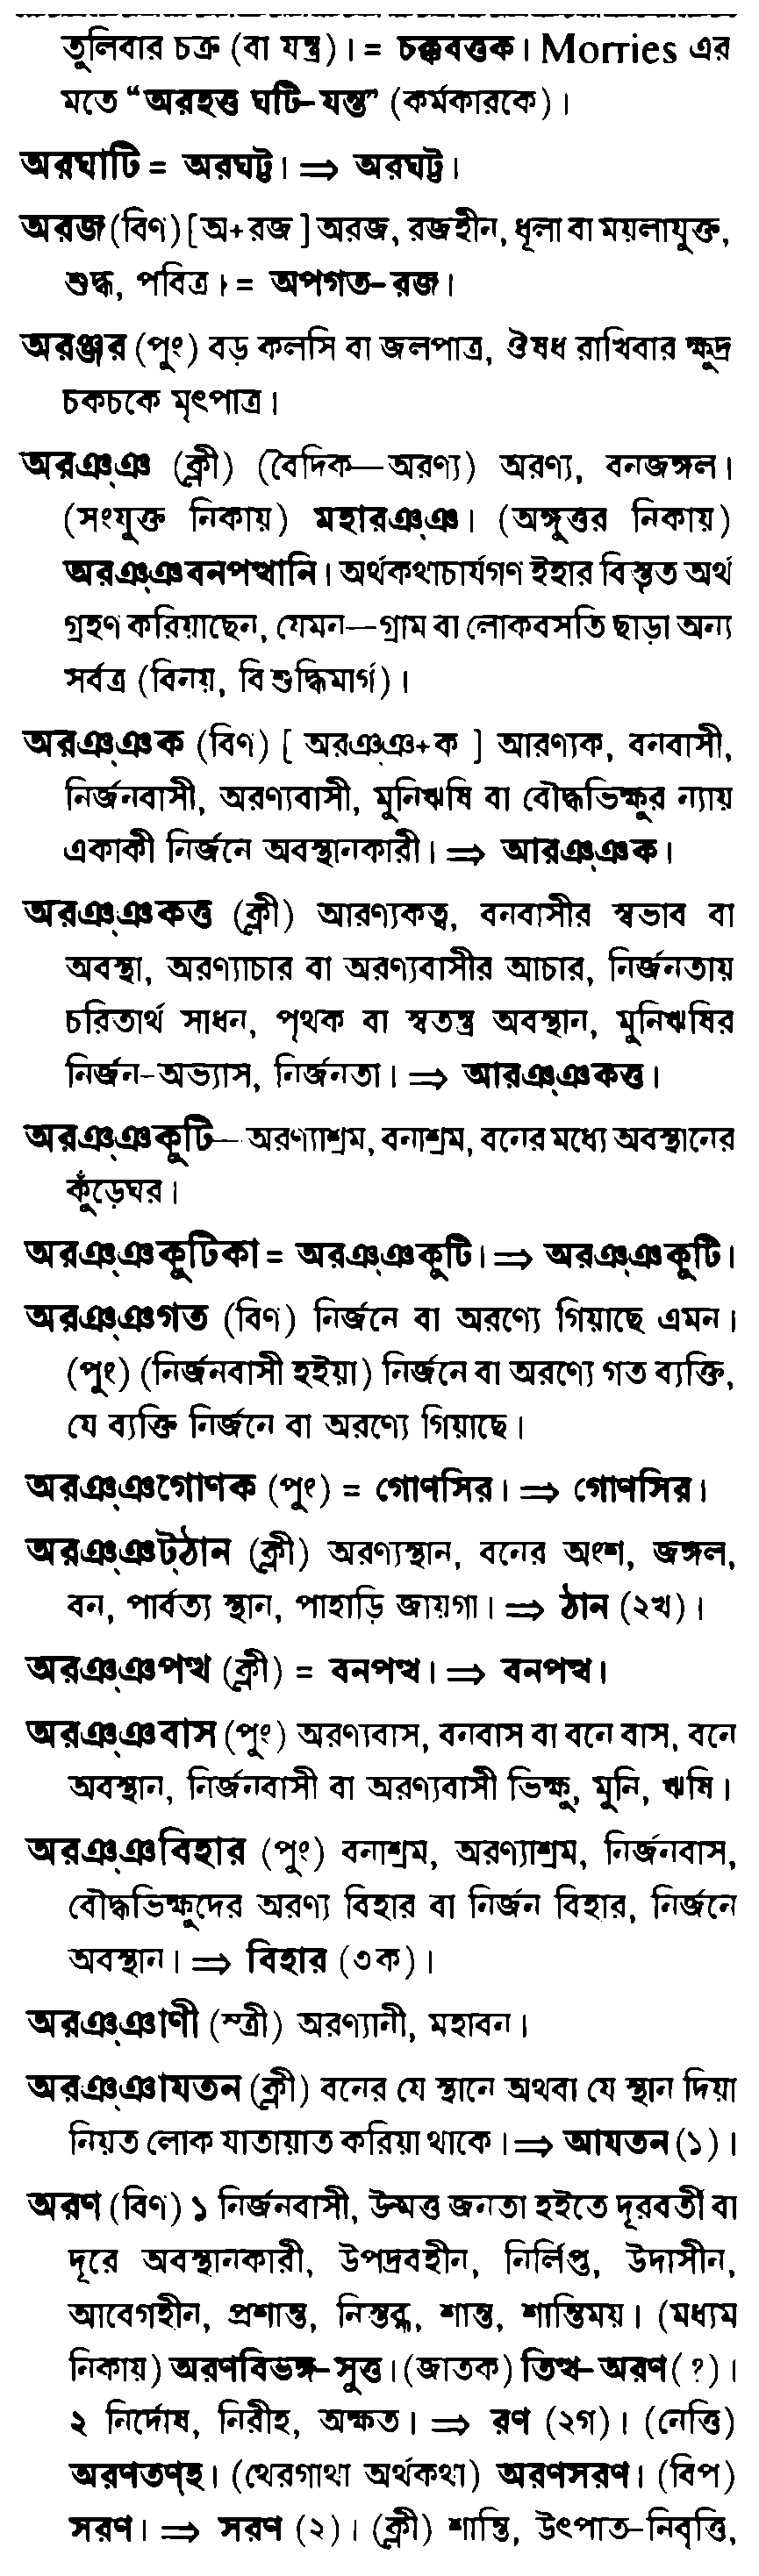 তুলিবার চক্র (বা যন্ত্র)। = চক্কবত্তক। Morries এর
মতে “অরহত্ত ঘটি-যন্ত” (কর্মকারকে)।
অরঘাটি = অরঘট্ট। ⇒ অরঘট্ট।
অরজ (বিণ) [ অ+রজ ] অরজ, রজহীন, ধূলা বা ময়লাযুক্ত,
শুদ্ধ, পবিত্র। = অপগত-রজ।
অরঞ্জর (পুং) বড় কলসি বা জলপাত্র, ঔষধ রাখিবার ক্ষুদ্র
চকচকে মৃৎপাত্র।
অরঞ্‌ঞ (ক্লী) (বৈদিক—অরণ্য) অরণ্য, বনজঙ্গল।
(সংযুক্ত নিকায়) মহারঞ্‌ঞ। (অঙ্গুত্তর নিকায়)
অরঞ্‌ঞবনপত্থানি। অর্থকথাচার্যগণ ইহার বিস্তৃত অর্থ
গ্রহণ করিয়াছেন, যেমন—গ্রাম বা লোকবসতি ছাড়া অন্য
সর্বত্র (বিনয়, বিশুদ্ধিমার্গ)।
অরঞ্‌ঞক (বিণ) [ অরঞ্‌ঞ+ক ] আরণ্যক, বনবাসী,
নির্জনবাসী, অরণ্যবাসী, মুনিঋষি বা বৌদ্ধভিক্ষুর ন্যায়
একাকী নির্জনে অবস্থানকারী। ⇒ আরঞ্‌ঞক।
অরঞ্‌ঞকত্ত (ক্লী) আরণ্যকত্ব, বনবাসীর স্বভাব বা
অবস্থা, অরণ্যাচার বা অরণ্যবাসীর আচার, নির্জনতায়
চরিতার্থ সাধন, পৃথক বা স্বতন্ত্র অবস্থান, মুনিঋষির
নির্জন-অভ্যাস, নির্জনতা। ⇒ আরঞ্‌ঞকত্ত।
অরঞ্‌ঞকুটি— অরণ্যাশ্রম, বনাশ্রম, বনের মধ্যে অবস্থানের
কুঁড়েঘর।
অরঞ্‌ঞকুটিকা = অরঞ্‌ঞকুটি। ⇒ অরঞ্‌ঞকুটি।
অরঞ্‌ঞগত (বিণ) নির্জনে বা অরণ্যে গিয়াছে এমন।
(পুং) (নির্জনবাসী হইয়া) নির্জনে বা অরণ্যে গত ব্যক্তি,
যে ব্যক্তি নির্জনে বা অরণ্যে গিয়াছে।
অরঞ্‌ঞগোণক (পুং) = গোণসির। ⇒ গোণসির।
অরঞ্‌ঞট্‌ঠান (ক্লী) অরণ্যস্থান, বনের অংশ, জঙ্গল,
বন, পার্বত্য স্থান, পাহাড়ি জায়গা। ⇒ ঠান (২খ)।
অরঞ্‌ঞপত্থ (ক্লী) = বনপত্থ। ⇒ বনপত্থ।
অরঞ্‌ঞবাস (পুং) অরণ্যবাস, বনবাস বা বনে বাস, বনে
অবস্থান, নির্জনবাসী বা অরণ্যবাসী ভিক্ষু, মুনি, ঋষি।
অরঞ্‌ঞবিহার (পুং) বনাশ্রম, অরণ্যাশ্রম, নির্জনবাস,
বৌদ্ধভিক্ষুদের অরণ্য বিহার বা নির্জন বিহার, নির্জনে
অবস্থান। ⇒ বিহার (৩ক)।
অরঞ্‌ঞাণী (স্ত্রী) অরণ্যানী, মহাবন।
অরঞ্‌ঞাযতন (ক্লী) বনের যে স্থানে অথবা যে স্থান দিয়া
নিয়ত লোক যাতায়াত করিয়া থাকে। ⇒ আযতন (১)।
অরণ (বিণ) ১ নির্জনবাসী, উন্মত্ত জনতা হইতে দূরবর্তী বা
দূরে অবস্থানকারী, উপদ্রবহীন, নির্লিপ্ত, উদাসীন,
আবেগহীন, প্রশান্ত, নিস্তব্ধ, শান্ত, শান্তিময়। (মধ্যম
নিকায়) অরণবিভঙ্গ-সুত্ত। (জাতক) তিত্থ-অরণ (?)।
২ নির্দোষ, নিরীহ, অক্ষত। ⇒ রণ (২গ)। (নেত্তি)
অরণতণ্‌হ। (থেরগাথা অর্থকথা) অরণসরণ। (বিপ)
সরণ। ⇒ সরণ (২)। (ক্লী) শান্তি, উৎপাত-নিবৃত্তি,